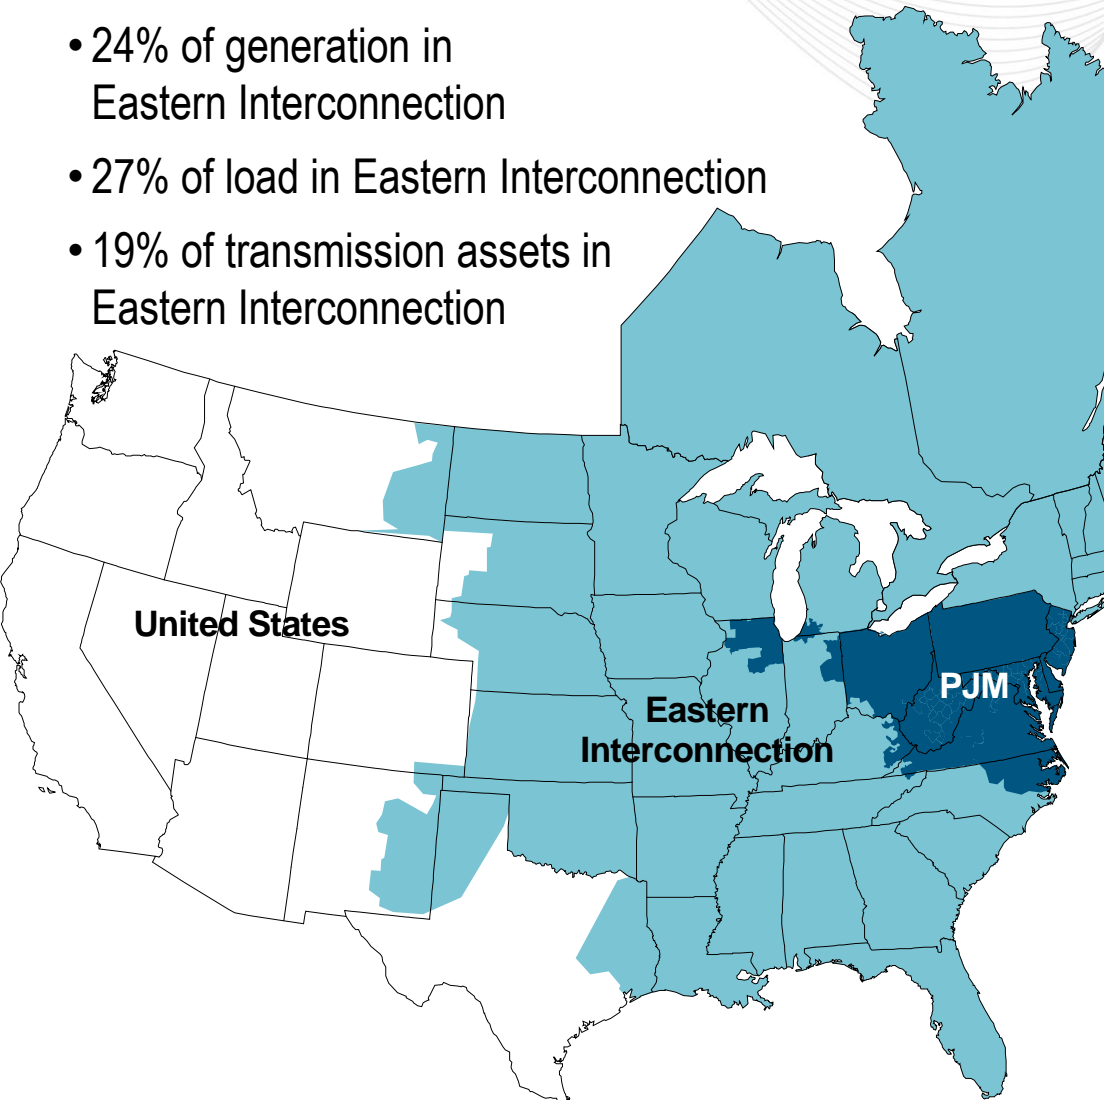 • 24% of generation in
Eastern Interconnection
• 27% of load in Eastern Interconnection
• 19% of transmission assets in
Eastern Interconnection
United States
PJM
Eastern
Interconnection